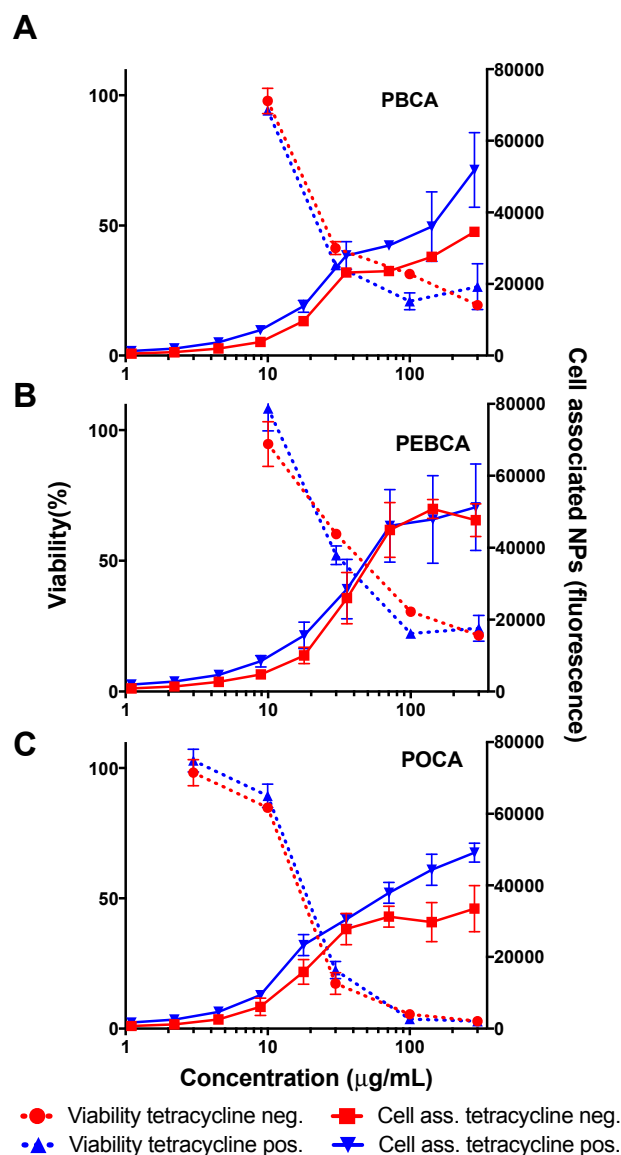 A
PBCA
100
50
0
80000
60000
40000
20000
0
1
10
100
B
PEBCA
100
50
0
80000
60000
40000
20000
0
1
10
100
C
POCA
100
50
0
80000
60000
40000
20000
0
1
10
100
Viability(%)
Cell associated NPs (fluorescence)
Concentration (μg/mL)
Viability tetracycline neg.
Cell ass. tetracycline neg.
Viability tetracycline pos.
Cell ass. tetracycline pos.